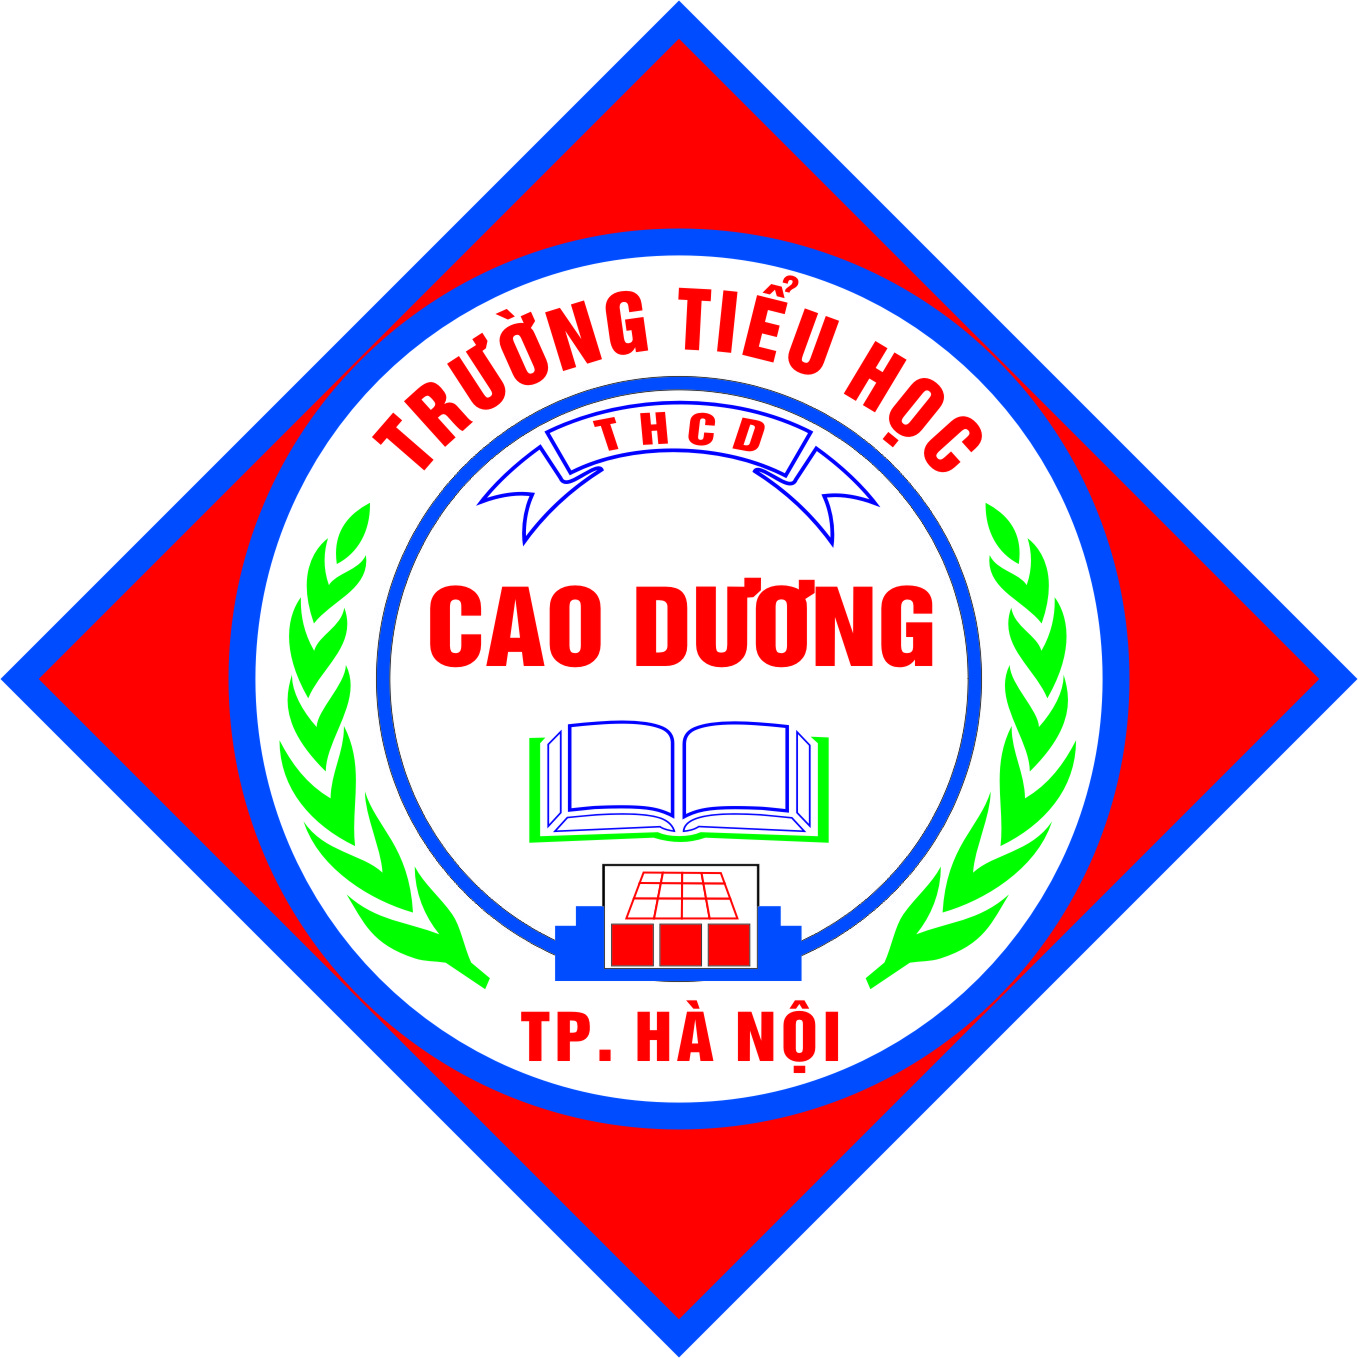 TRƯỜNG TIỂU HỌC
THCD
CAO DƯƠNG
TP. HÀ NỘI